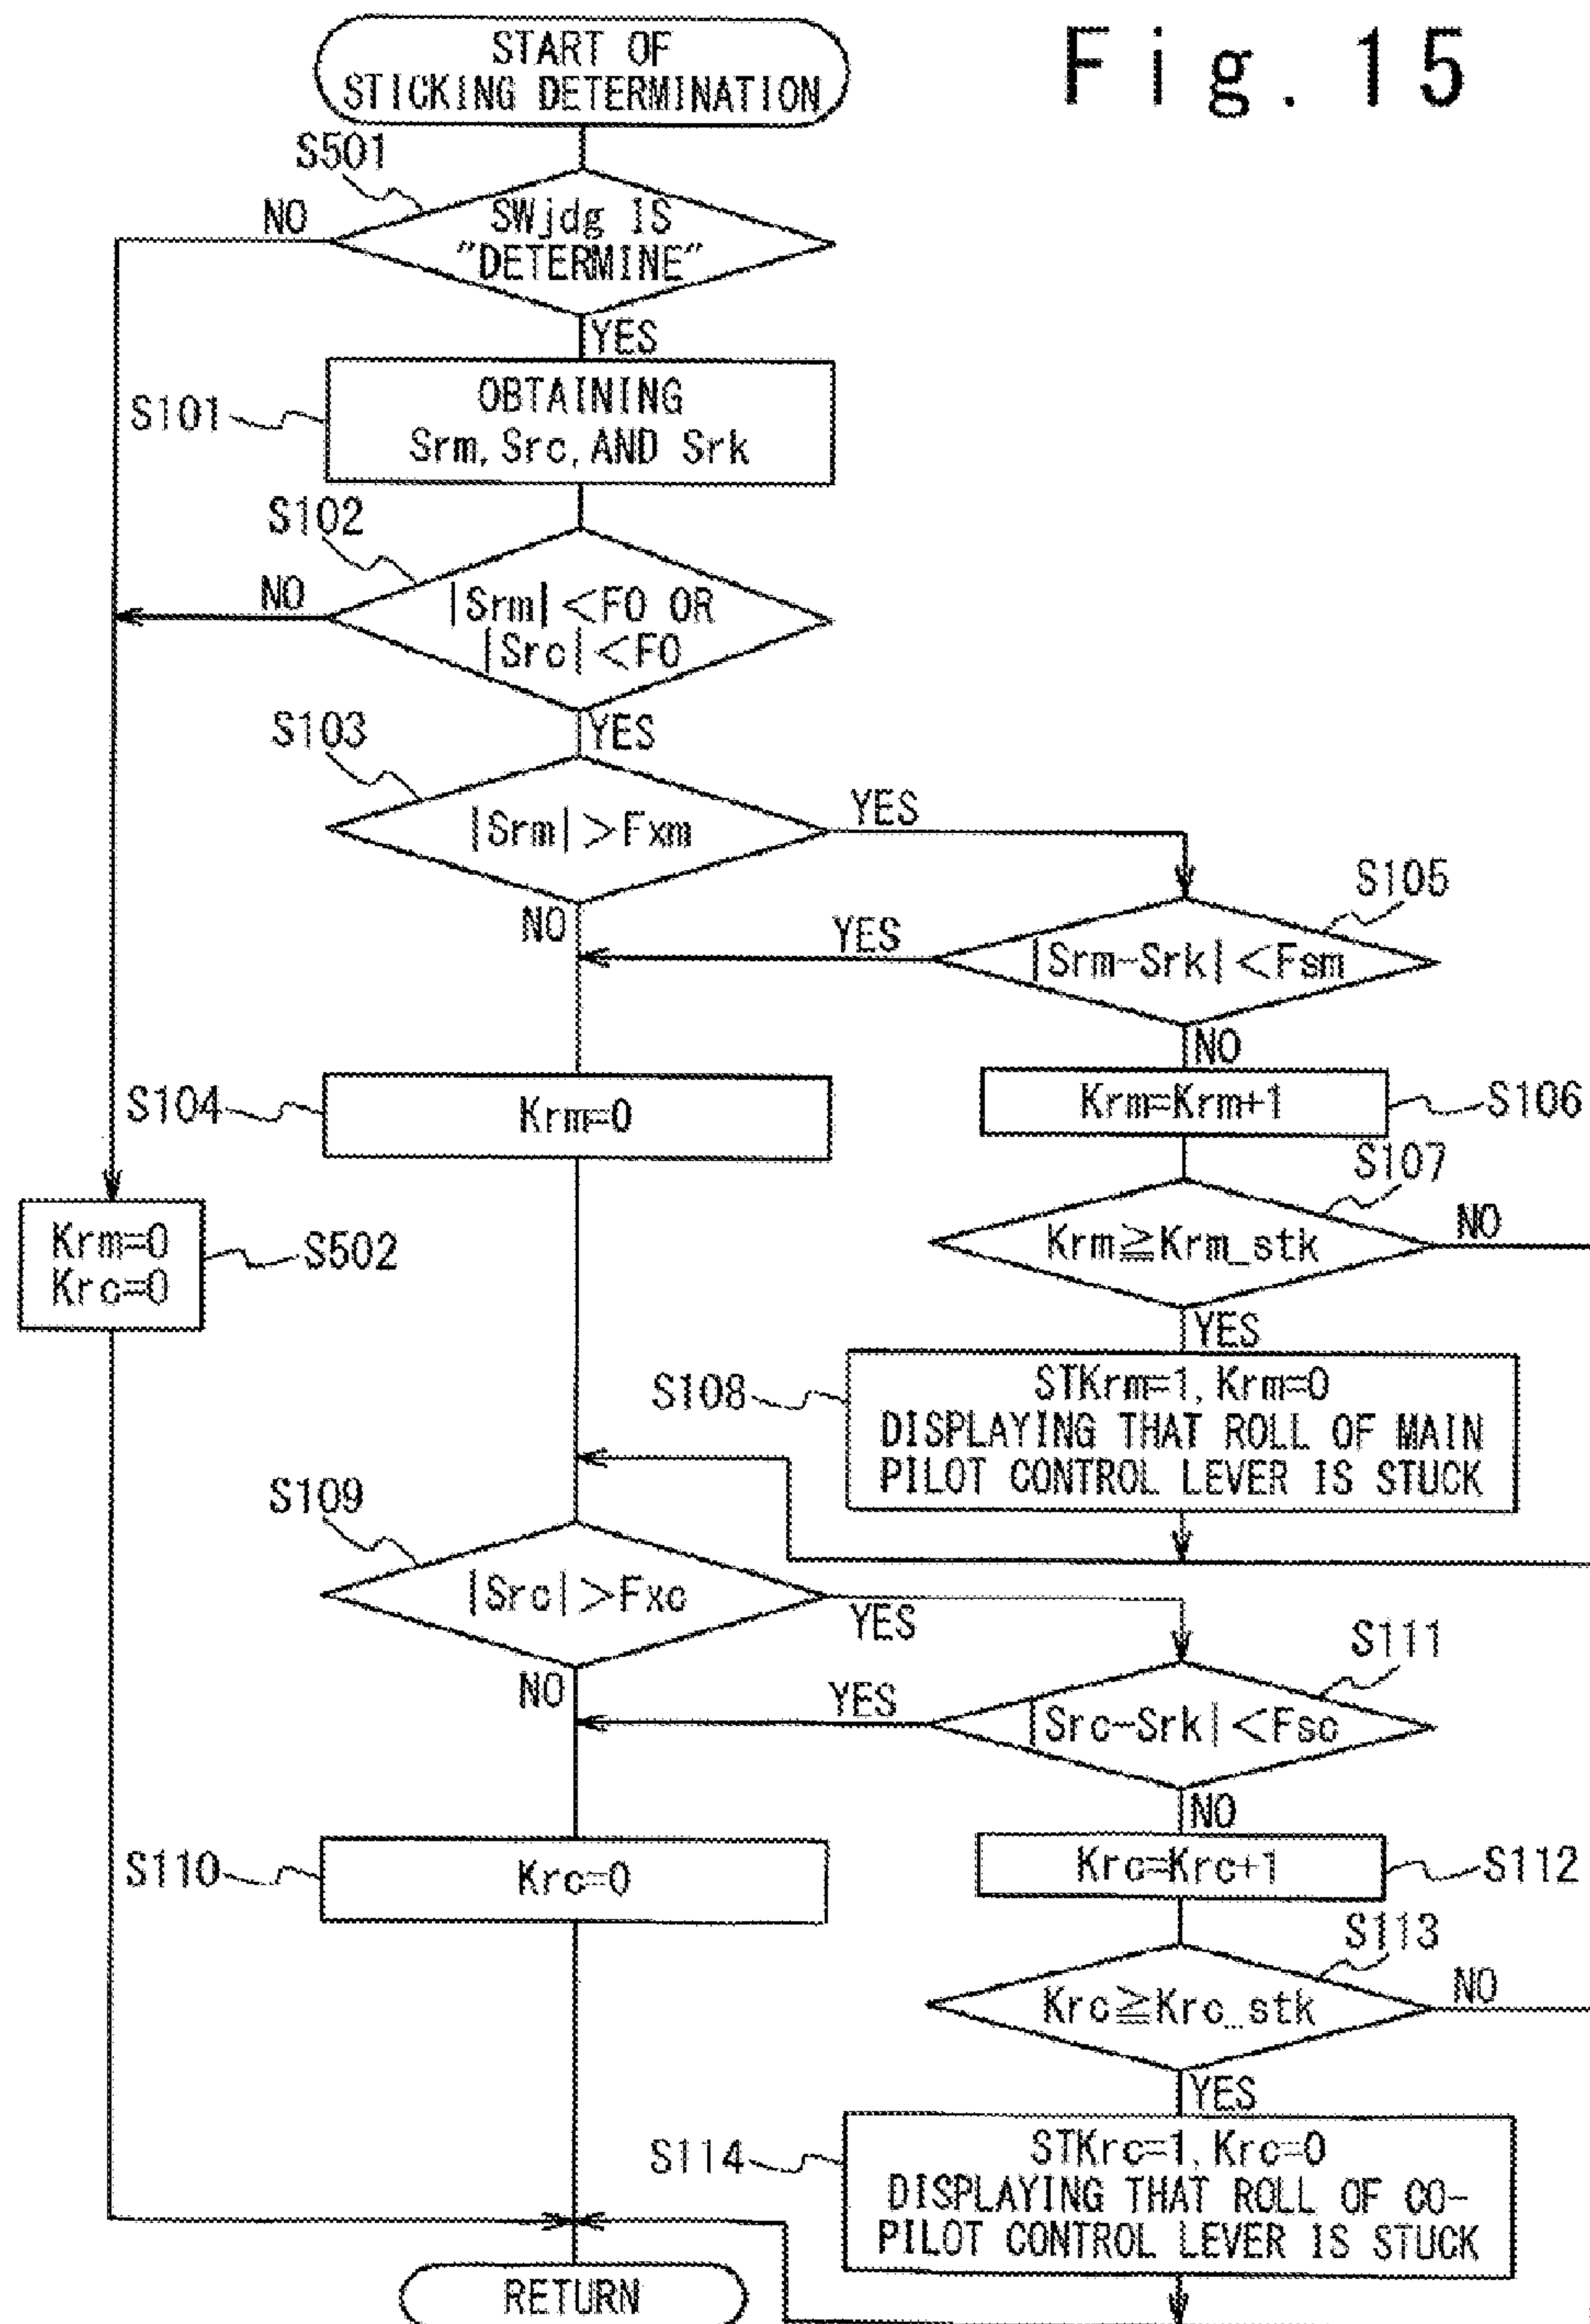 Fig. 15
START OF
STICKING DETERMINATION
S501
SWjdg IS
"DETERMINE"
NO
YES
S101
OBTAINING
Srm, Src, AND Srk
S102
|Srm|<F0 OR
|Src|<F0
NO
YES
S103
|Srm|>Fxm
YES
NO
S105
|Srm-Srk|<Fsm
YES
NO
S104
Krm=0
Krm=Krm+1
S106
S107
Krm≧Krm_stk
NO
YES
Krm=0
Krc=0
S502
S108
STKrm=1, Krm=0
DISPLAYING THAT ROLL OF MAIN
PILOT CONTROL LEVER IS STUCK
S109
|Src|>Fxc
YES
NO
S111
|Src-Srk|<Fsc
YES
NO
S110
Krc=0
Krc=Krc+1
S112
S113
Krc≧Krc_stk
NO
YES
S114
STKrc=1, Krc=0
DISPLAYING THAT ROLL OF CO-
PILOT CONTROL LEVER IS STUCK
RETURN